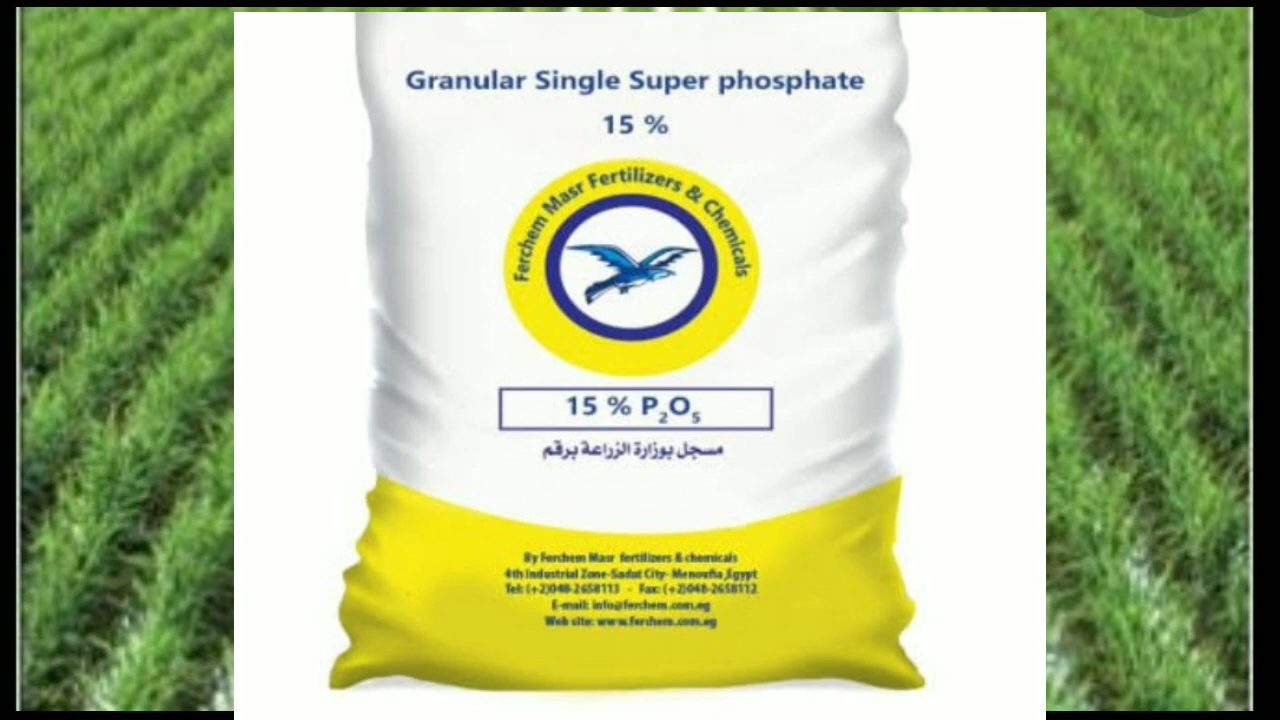 Granular Single Super phosphate
15 %
Ferchem Masr Fertilizers & Chemicals
15 % P₂O₅
مسجل بوزارة الزراعة برقم
By Ferchem Masr fertilizers & chemicals
4th Industrial Zone-Sadat City- Menoufia,Egypt
Tel: (+2)048-2658113 - Fax: (+2)048-2658112
E-mail: info@ferchem.com.eg
Web site: www.ferchem.com.eg